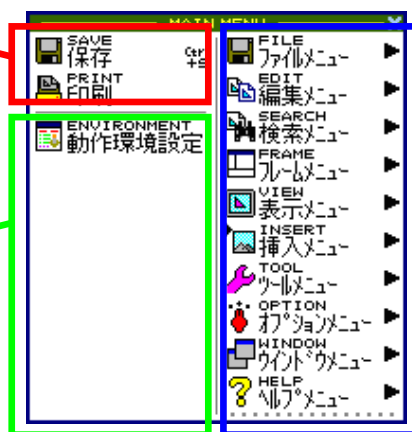 MAIN MENU
SAVE
保存 Ctr+S
PRINT
印刷
ENVIRONMENT
動作環境設定
FILE
ファイルメニュー
EDIT
編集メニュー
SEARCH
検索メニュー
FRAME
フレームメニュー
VIEW
表示メニュー
INSERT
挿入メニュー
TOOL
ツールメニュー
OPTION
オプションメニュー
WINDOW
ウインドウメニュー
HELP
ヘルプメニュー